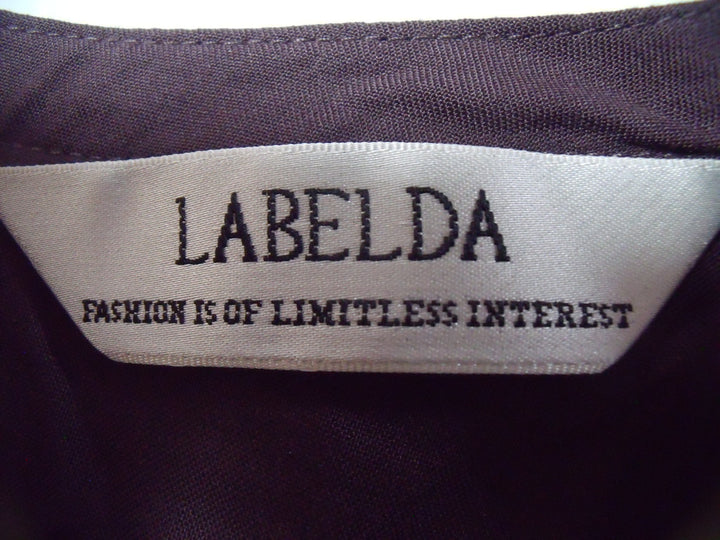 LABELDA
FASHION IS OF LIMITLESS INTEREST